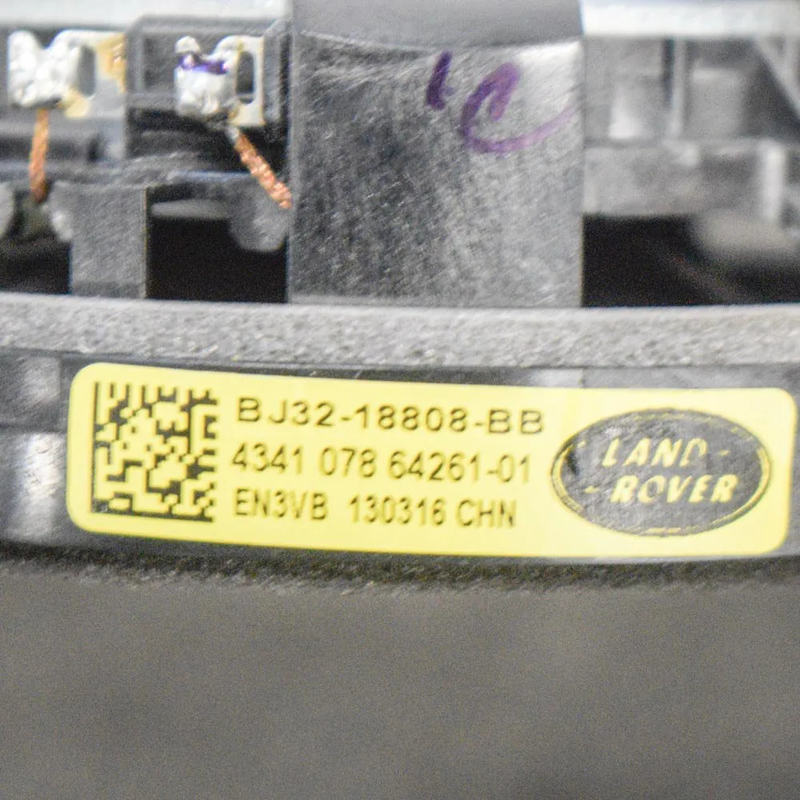 BJ32-18808-BB
4341 078 64261-01
EN3VB 130316 CHN
LAND-
-ROVER